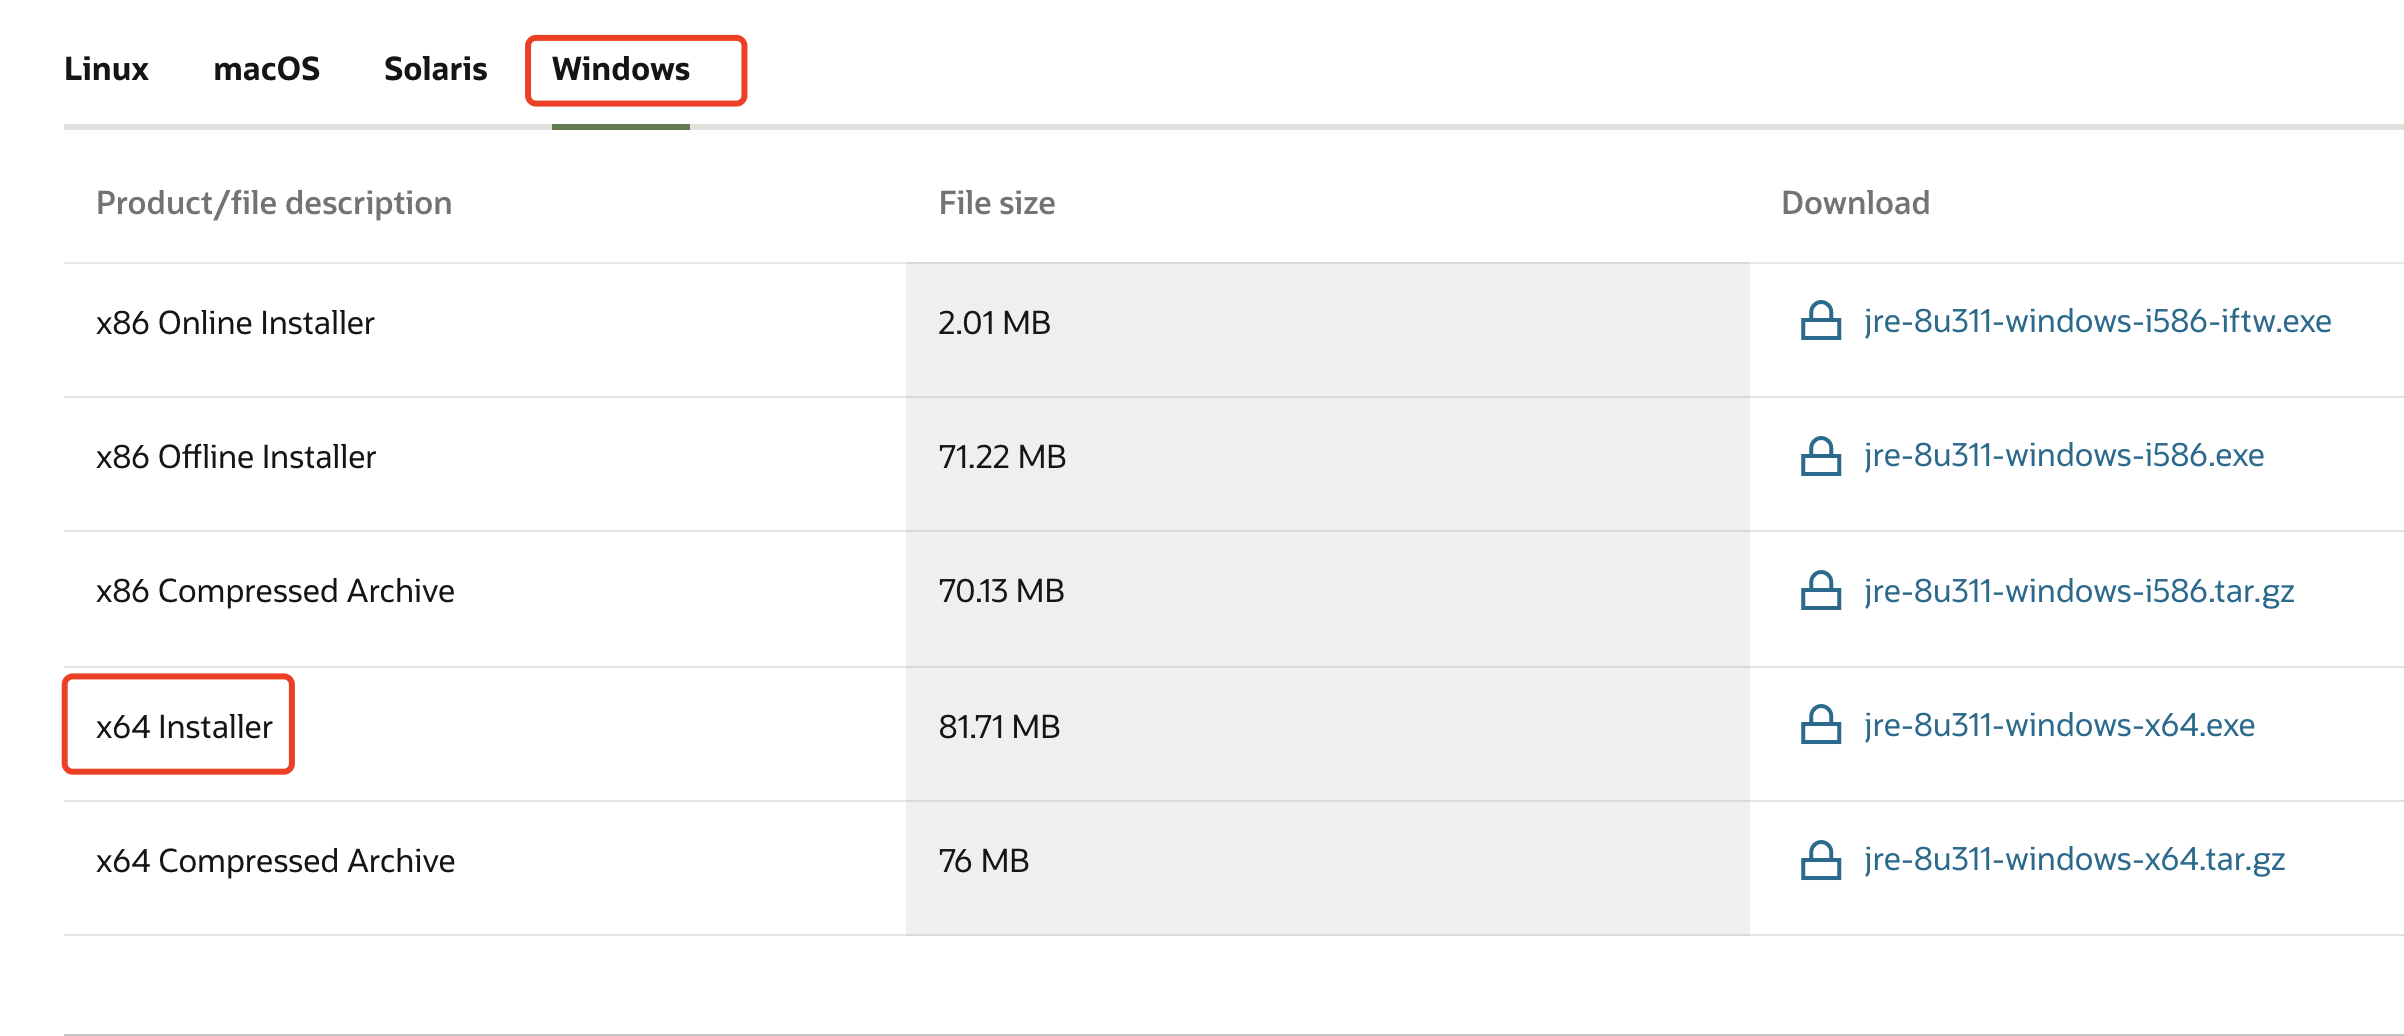 Linux macOS Solaris Windows
Product/file description File size Download
x86 Online Installer 2.01 MB jre-8u311-windows-i586-iftw.exe
x86 Offline Installer 71.22 MB jre-8u311-windows-i586.exe
x86 Compressed Archive 70.13 MB jre-8u311-windows-i586.tar.gz
x64 Installer 81.71 MB jre-8u311-windows-x64.exe
x64 Compressed Archive 76 MB jre-8u311-windows-x64.tar.gz